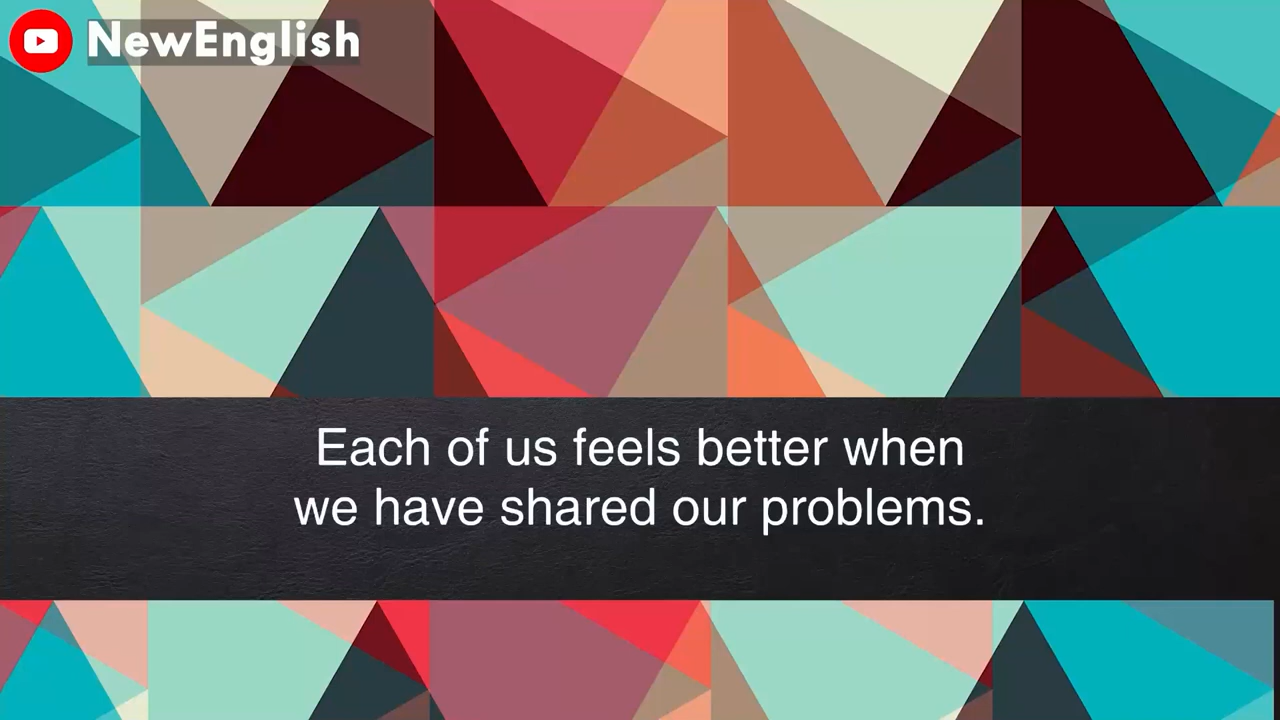 NewEnglish
Each of us feels better when
we have shared our problems.